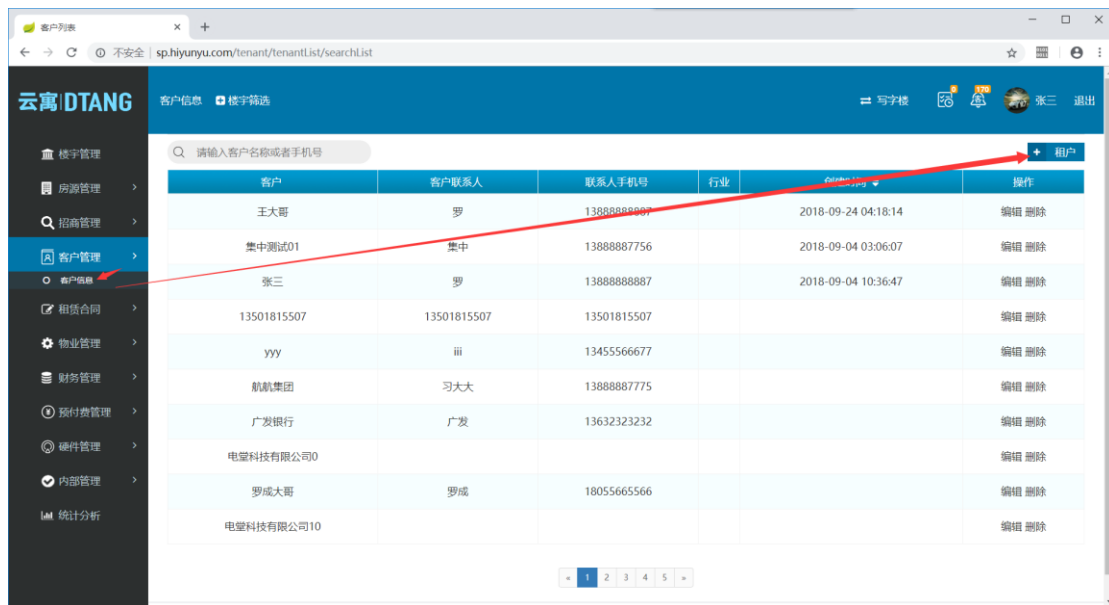 客户列表
不安全 sp.hiyunyu.com/tenant/tenantList/searchList
云寓 DTANG 客户信息 楼宇筛选 写字楼 0 170 张三 退出
楼宇管理
房源管理
招商管理
客户管理
客户信息
租赁合同
物业管理
财务管理
预付费管理
硬件管理
内部管理
统计分析
请输入客户名称或者手机号 + 租户
客户 客户联系人 联系人手机号 行业 创建时间 操作
王大哥 罗 13888888887 2018-09-24 04:18:14 编辑 删除
集中测试01 集中 13888887756 2018-09-04 03:06:07 编辑 删除
张三 罗 13888888887 2018-09-04 10:36:47 编辑 删除
13501815507 13501815507 13501815507 编辑 删除
yyy iii 13455566677 编辑 删除
航航集团 习大大 13888887775 编辑 删除
广发银行 广发 13632323232 编辑 删除
电堂科技有限公司0 编辑 删除
罗成大哥 罗成 18055665566 编辑 删除
电堂科技有限公司10 编辑 删除
« 1 2 3 4 5 »